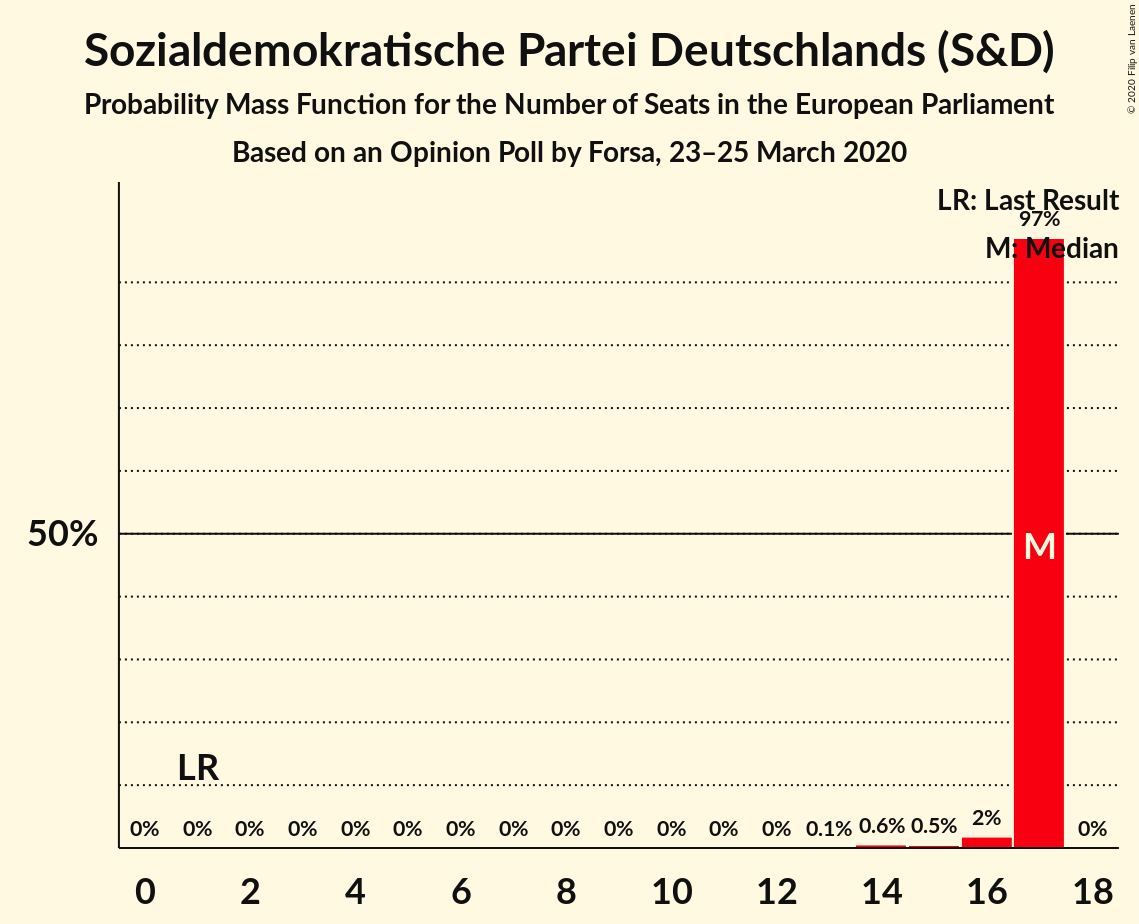 Sozialdemokratische Partei Deutschlands (S&D)
Probability Mass Function for the Number of Seats in the European Parliament
Based on an Opinion Poll by Forsa, 23–25 March 2020
© 2020 Filip van Laenen
LR: Last Result
97%
M: Median
50%
M
LR
0% 0% 0% 0% 0% 0% 0% 0% 0% 0% 0% 0% 0% 0.1% 0.6% 0.5% 2% 0%
0 2 4 6 8 10 12 14 16 18